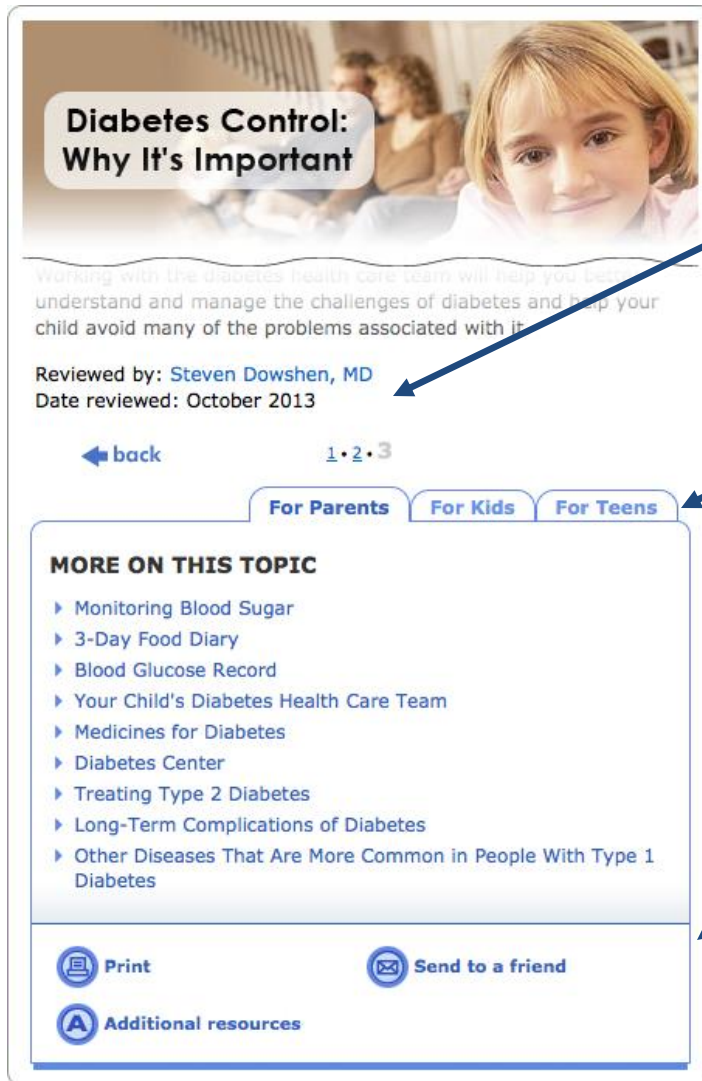 Diabetes Control:
Why It's Important
Working with the diabetes health care team will help you better
understand and manage the challenges of diabetes and help your
child avoid many of the problems associated with it
Reviewed by: Steven Dowshen, MD
Date reviewed: October 2013
back 1 • 2 • 3
For Parents For Kids For Teens
MORE ON THIS TOPIC
Monitoring Blood Sugar
3-Day Food Diary
Blood Glucose Record
Your Child's Diabetes Health Care Team
Medicines for Diabetes
Diabetes Center
Treating Type 2 Diabetes
Long-Term Complications of Diabetes
Other Diseases That Are More Common in People With Type 1
Diabetes
Print Send to a friend
A Additional resources